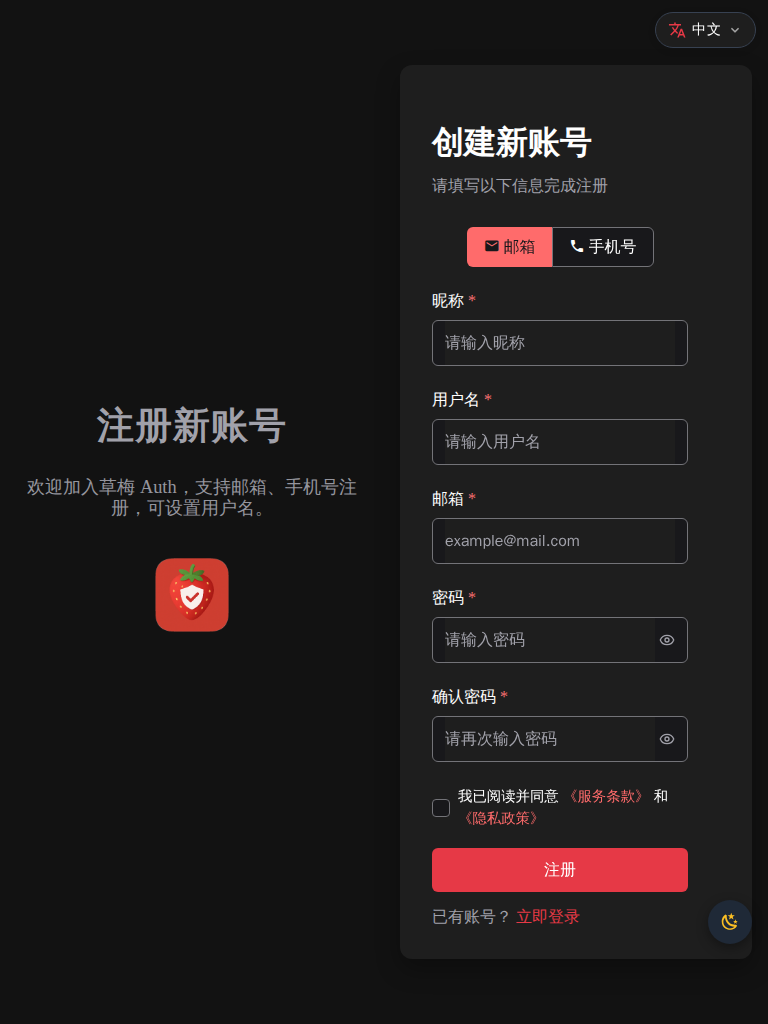 中文
注册新账号
欢迎加入草梅 Auth，支持邮箱、手机号注
册，可设置用户名。
创建新账号
请填写以下信息完成注册
邮箱
手机号
昵称 *
请输入昵称
用户名 *
请输入用户名
邮箱 *
example@mail.com
密码 *
请输入密码
确认密码 *
请再次输入密码
我已阅读并同意 《服务条款》 和
《隐私政策》
注册
已有账号？ 立即登录